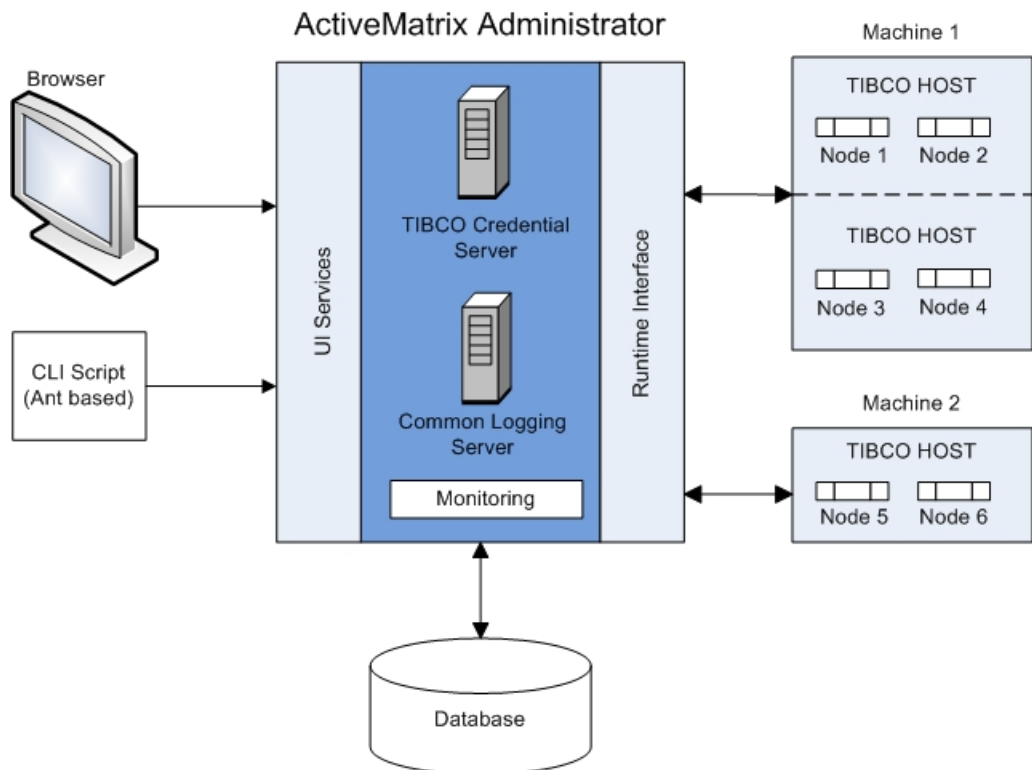 ActiveMatrix Administrator
Browser
CLI Script
(Ant based)
UI Services
TIBCO Credential
Server
Common Logging
Server
Monitoring
Runtime Interface
Database
Machine 1
TIBCO HOST
Node 1
Node 2
TIBCO HOST
Node 3
Node 4
Machine 2
TIBCO HOST
Node 5
Node 6